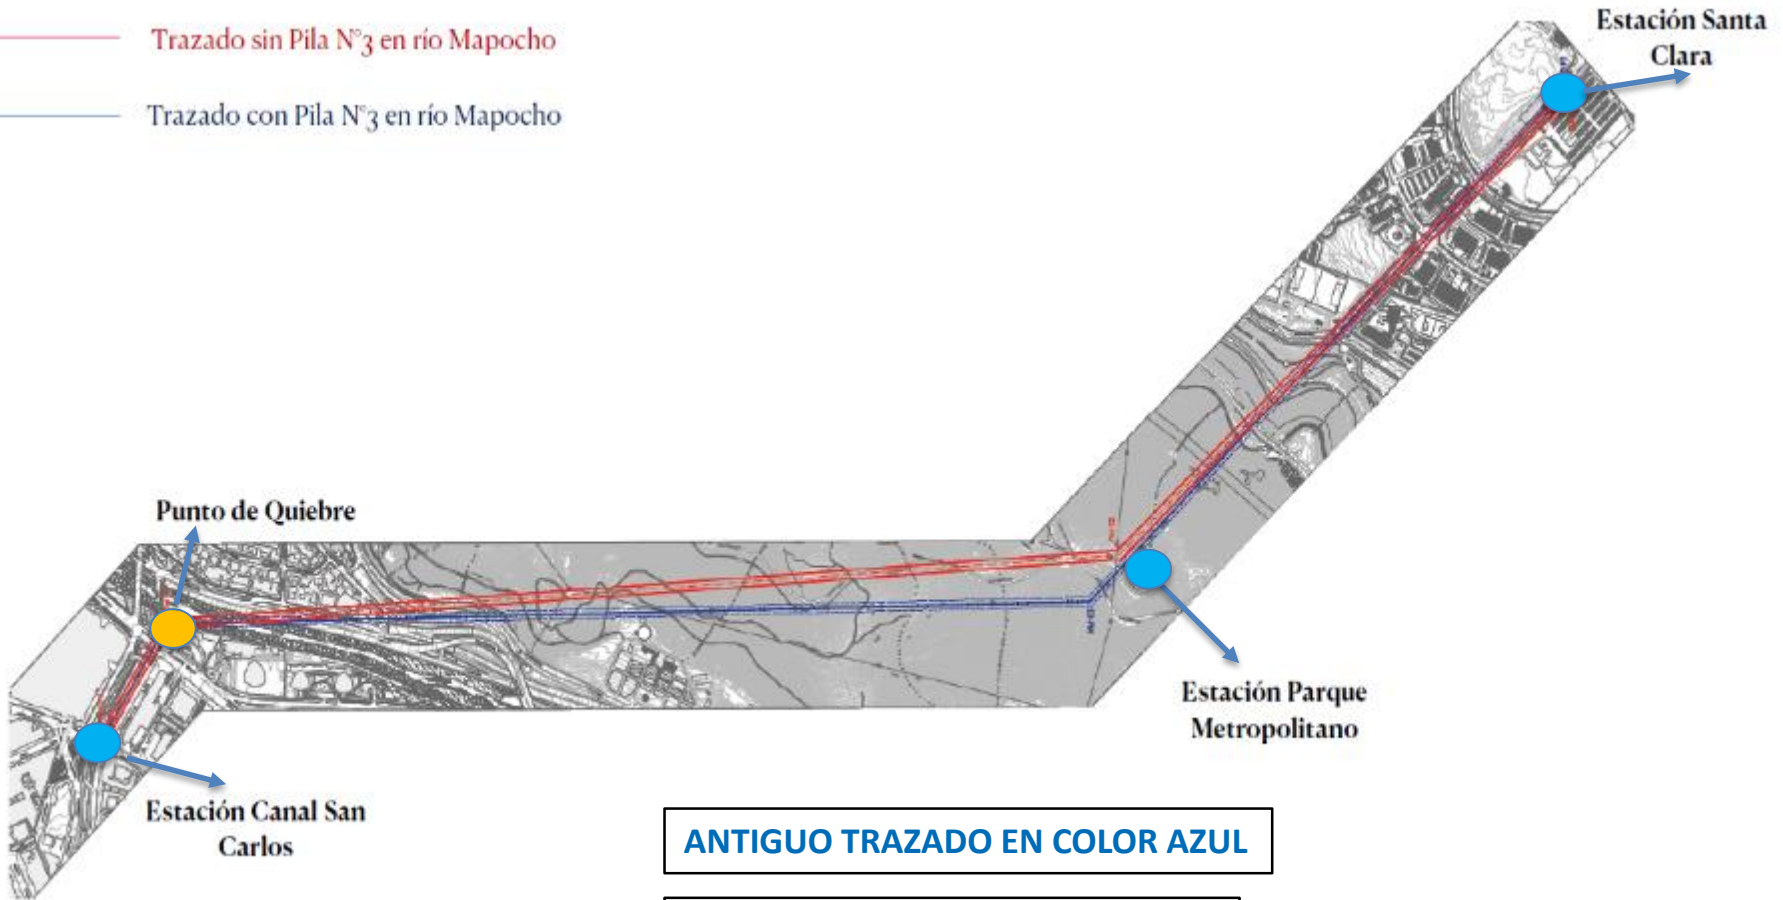 Trazado sin Pila N°3 en río Mapocho
Trazado con Pila N°3 en río Mapocho
Estación Santa
Clara
Punto de Quiebre
Estación Parque
Metropolitano
Estación Canal San
Carlos
ANTIGUO TRAZADO EN COLOR AZUL